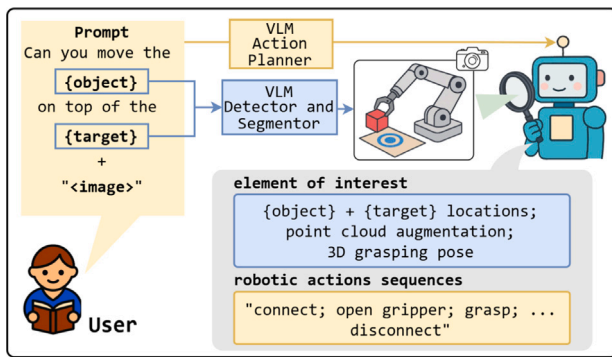 Prompt
Can you move the
{object}
on top of the
{target}
+
"<image>"
User
VLM
Action
Planner
VLM
Detector and
Segmentor
element of interest
{object} + {target} locations;
point cloud augmentation;
3D grasping pose
robotic actions sequences
"connect; open gripper; grasp; ...
disconnect"